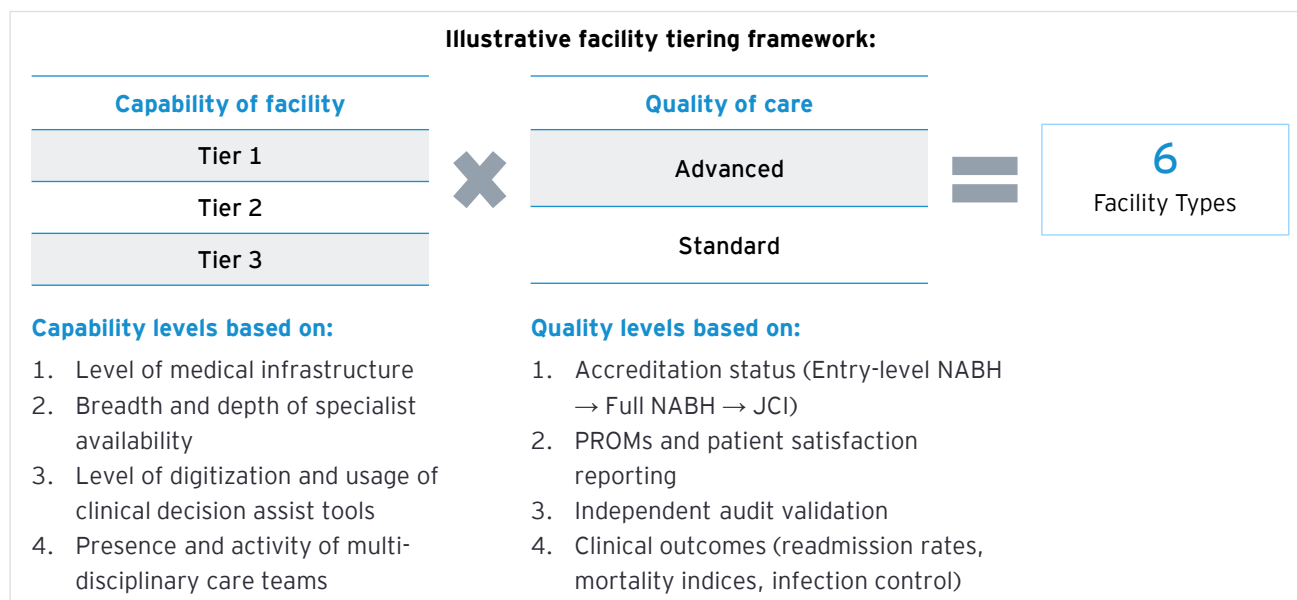 Illustrative facility tiering framework:
Capability of facility
Tier 1
Tier 2
Tier 3
Quality of care
Advanced
Standard
6
Facility Types
Capability levels based on:
1. Level of medical infrastructure
2. Breadth and depth of specialist
availability
3. Level of digitization and usage of
clinical decision assist tools
4. Presence and activity of multi-
disciplinary care teams
Quality levels based on:
1. Accreditation status (Entry-level NABH
→ Full NABH → JCI)
2. PROMs and patient satisfaction
reporting
3. Independent audit validation
4. Clinical outcomes (readmission rates,
mortality indices, infection control)